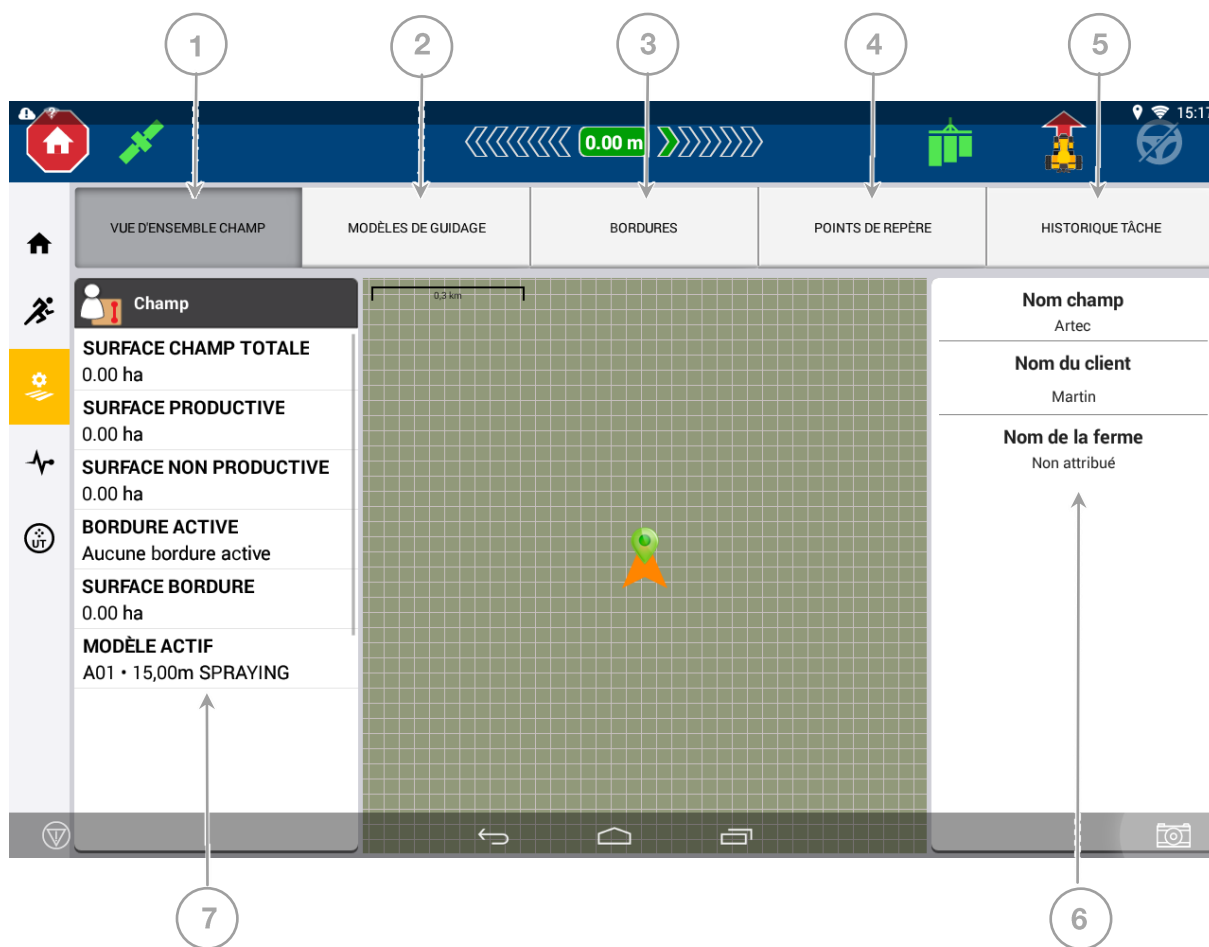 1
2
3
4
5
15:17
0.00 m
VUE D'ENSEMBLE CHAMP
MODÈLES DE GUIDAGE
BORDURES
POINTS DE REPÈRE
HISTORIQUE TÂCHE
Champ
SURFACE CHAMP TOTALE
0.00 ha
SURFACE PRODUCTIVE
0.00 ha
SURFACE NON PRODUCTIVE
0.00 ha
BORDURE ACTIVE
Aucune bordure active
SURFACE BORDURE
0.00 ha
MODÈLE ACTIF
A01 • 15,00m SPRAYING
0,3 km
Nom champ
Artec
Nom du client
Martin
Nom de la ferme
Non attribué
UT
7
6